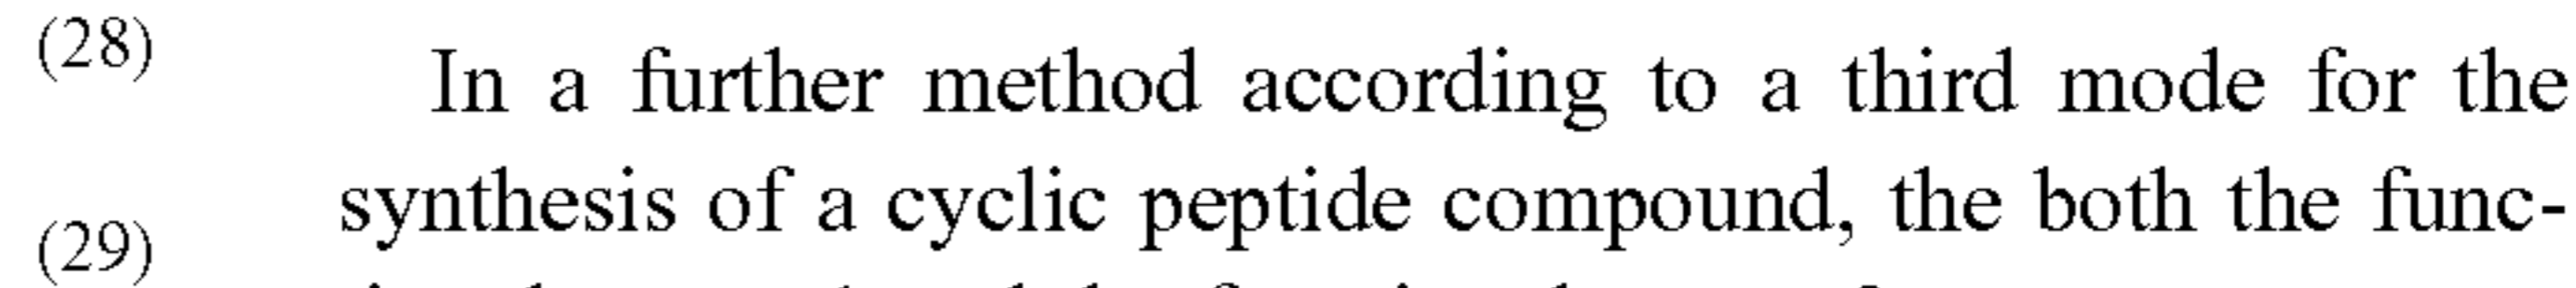 (28)
In a further method according to a third mode for the
synthesis of a cyclic peptide compound, the both the func-
(29)